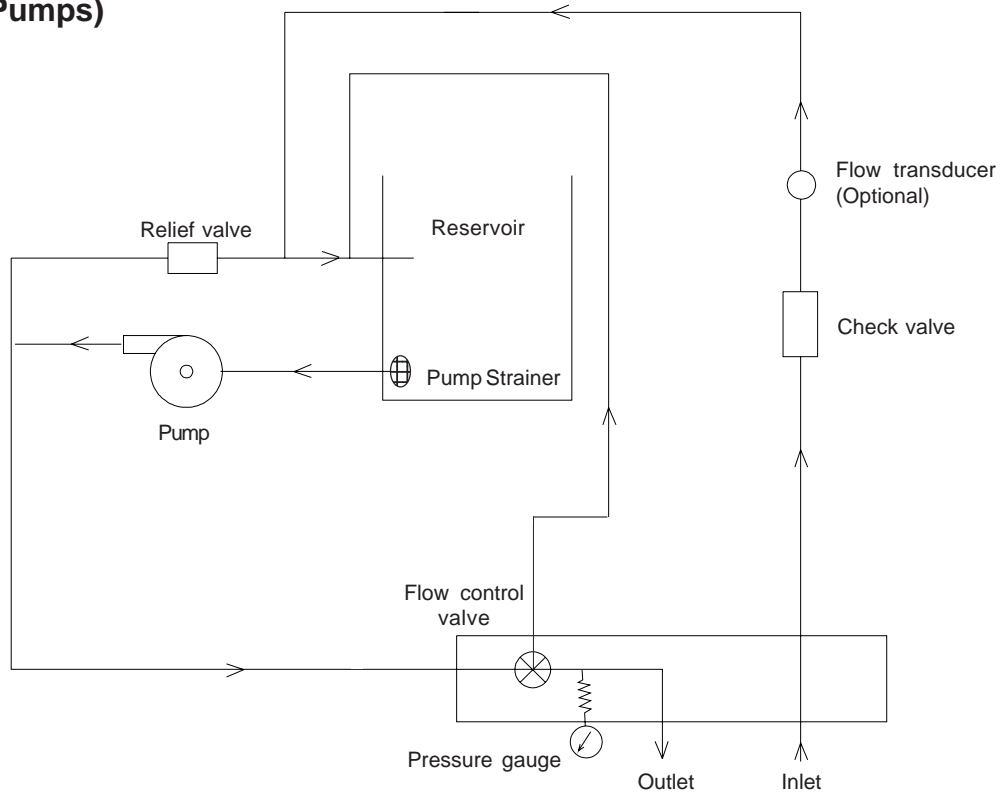 Pumps)
Flow transducer
(Optional)
Relief valve
Reservoir
Check valve
Pump Strainer
Pump
Flow control
valve
Pressure gauge
Outlet
Inlet